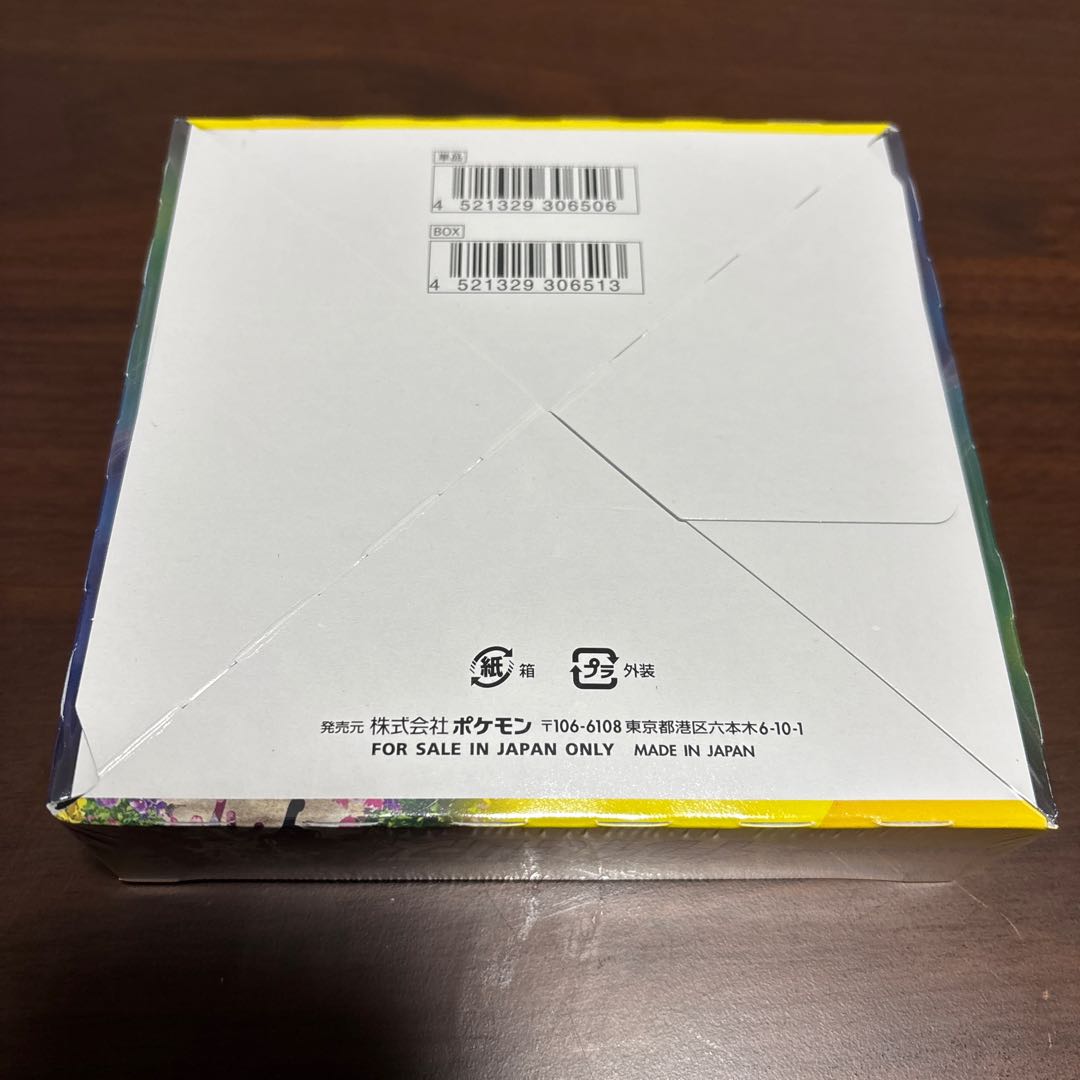 単品
4 521329 306506
BOX
4 521329 306513
紙 箱 プラ 外装
発売元 株式会社 ポケモン 〒106-6108 東京都港区六本木6-10-1
FOR SALE IN JAPAN ONLY MADE IN JAPAN